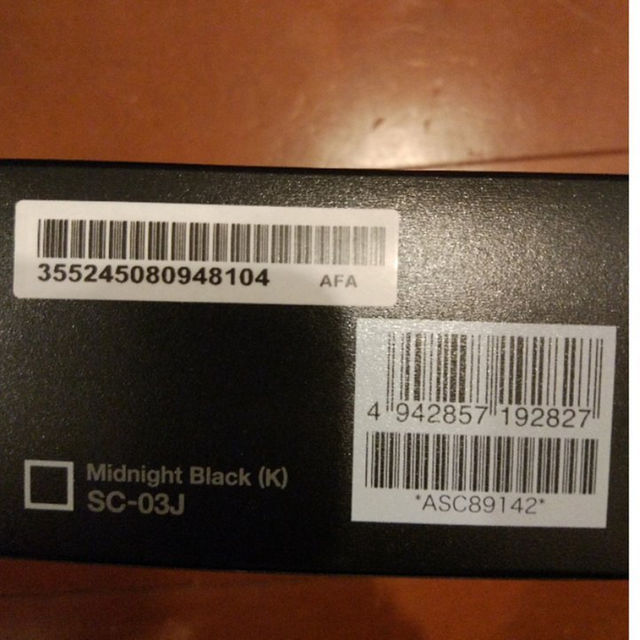 355245080948104 AFA
4 942857 192827
*ASC89142*
Midnight Black (K)
SC-03J